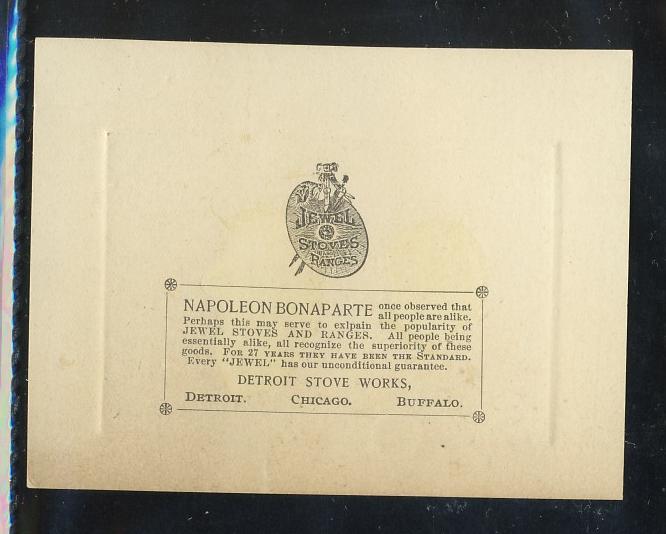 JEWEL
STOVES
RANGES
NAPOLEON BONAPARTE once observed that
all people are alike.
Perhaps this may serve to exlpain the popularity of
JEWEL STOVES AND RANGES. All people being
essentially alike, all recognize the superiority of these
goods. FOR 27 YEARS THEY HAVE BEEN THE STANDARD.
Every "JEWEL" has our unconditional guarantee.
DETROIT STOVE WORKS,
DETROIT. CHICAGO. BUFFALO.